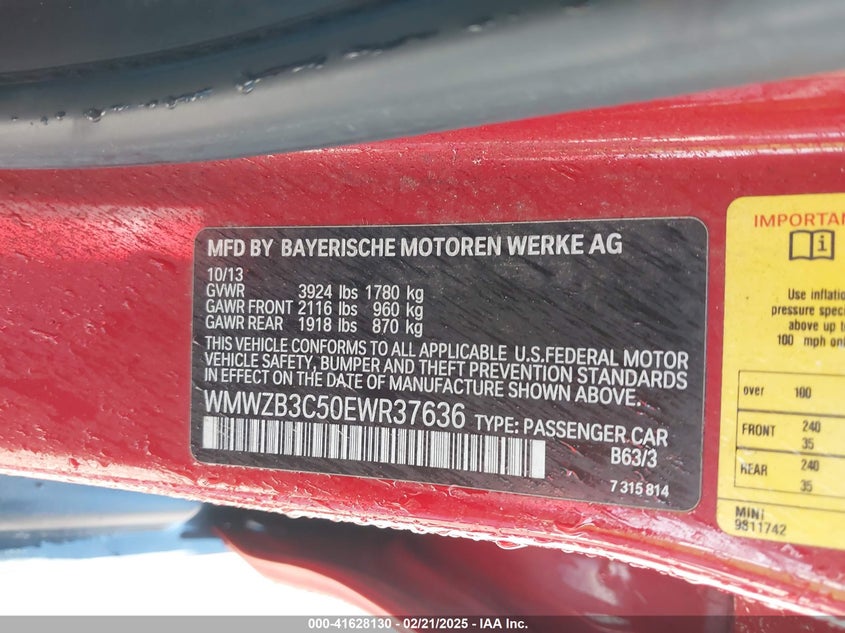 MFD BY BAYERISCHE MOTOREN WERKE AG
10/13
GVWR 3924 lbs 1780 kg
GAWR FRONT 2116 lbs 960 kg
GAWR REAR 1918 lbs 870 kg
THIS VEHICLE CONFORMS TO ALL APPLICABLE U.S.FEDERAL MOTOR
VEHICLE SAFETY, BUMPER AND THEFT PREVENTION STANDARDS
IN EFFECT ON THE DATE OF MANUFACTURE SHOWN ABOVE.
WMWZB3C50EWR37636 TYPE: PASSENGER CAR
B63/3
7 315 814
IMPORTAN
i
Use inflation
pressure spec
above up to
100 mph only
over 100
FRONT 240
35
REAR 240
35
MINI
9811742
000-41628130 - 02/21/2025 - IAA Inc.